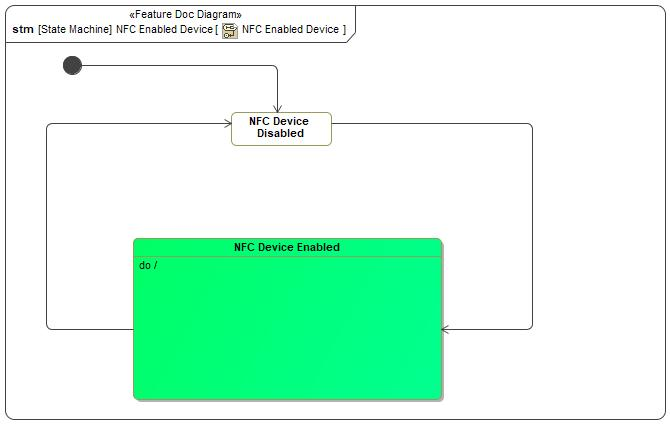 «Feature Doc Diagram»
stm [State Machine] NFC Enabled Device [ NFC Enabled Device ]
NFC Device
Disabled
NFC Device Enabled
do /